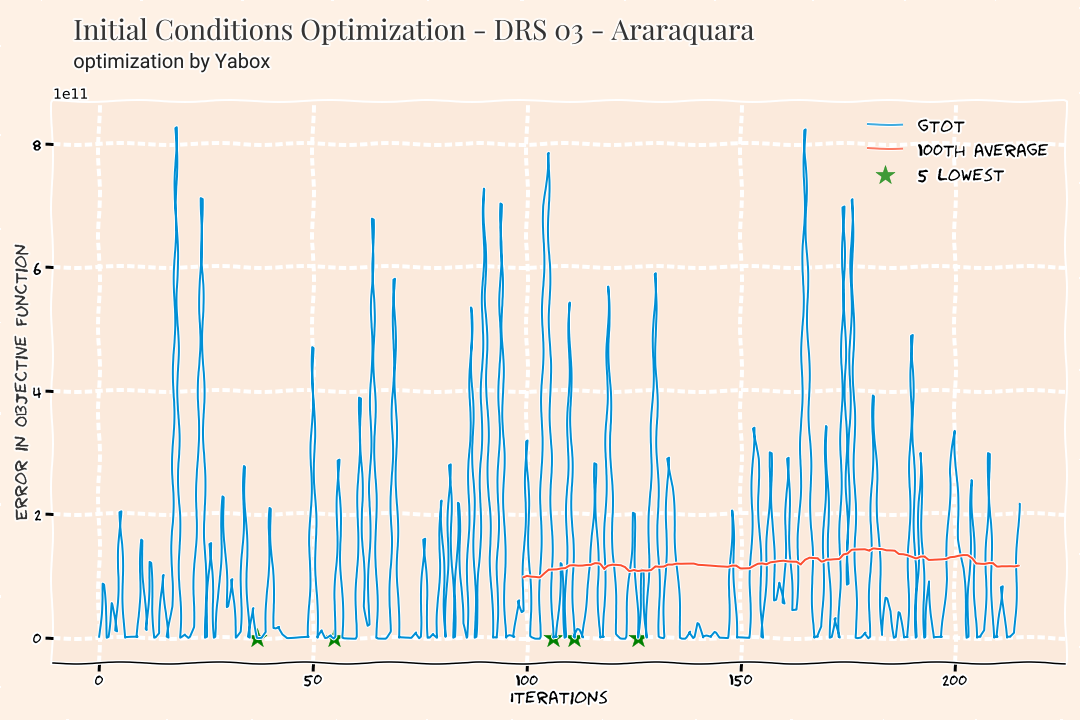 Initial Conditions Optimization - DRS 03 - Araraquara
optimization by Yabox
1e11
GTOT
100TH AVERAGE
5 LOWEST
8
6
4
2
0
ERROR IN OBJECTIVE FUNCTION
0 50 100 150 200
ITERATIONS